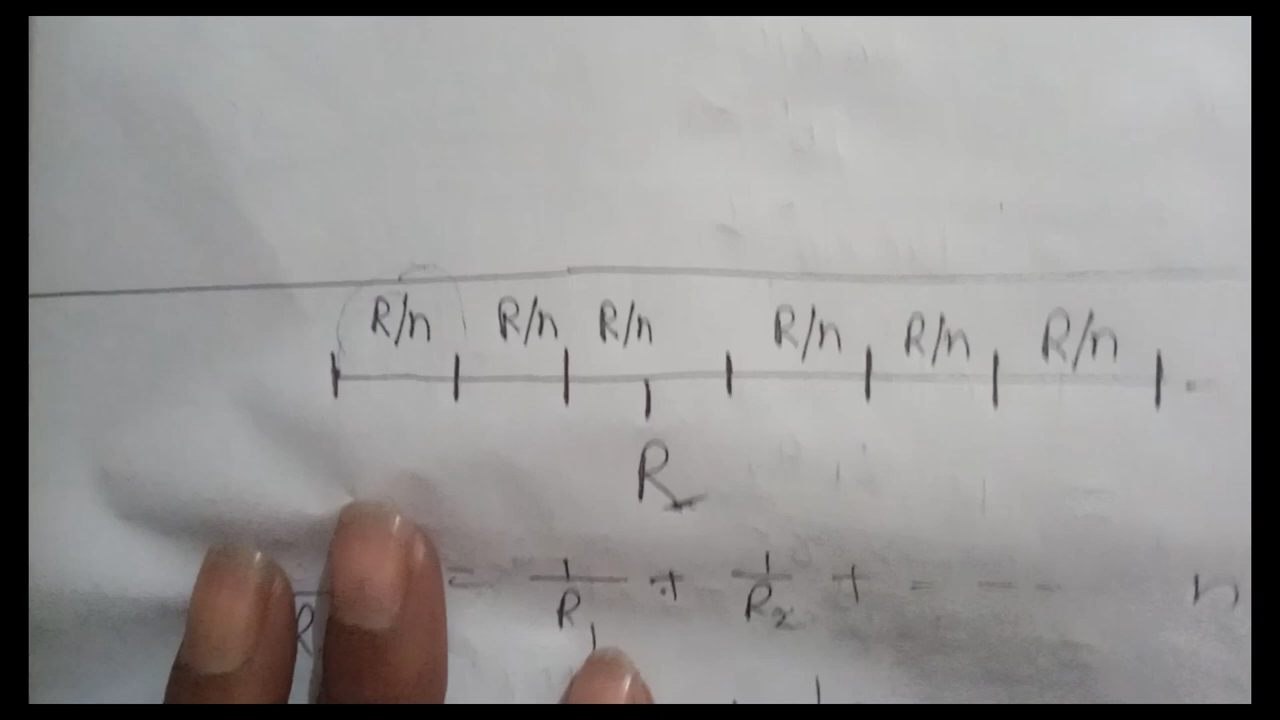 R/n R/n R/n R/n R/n R/n
R
= 1/R1 + 1/R2 + - - - n